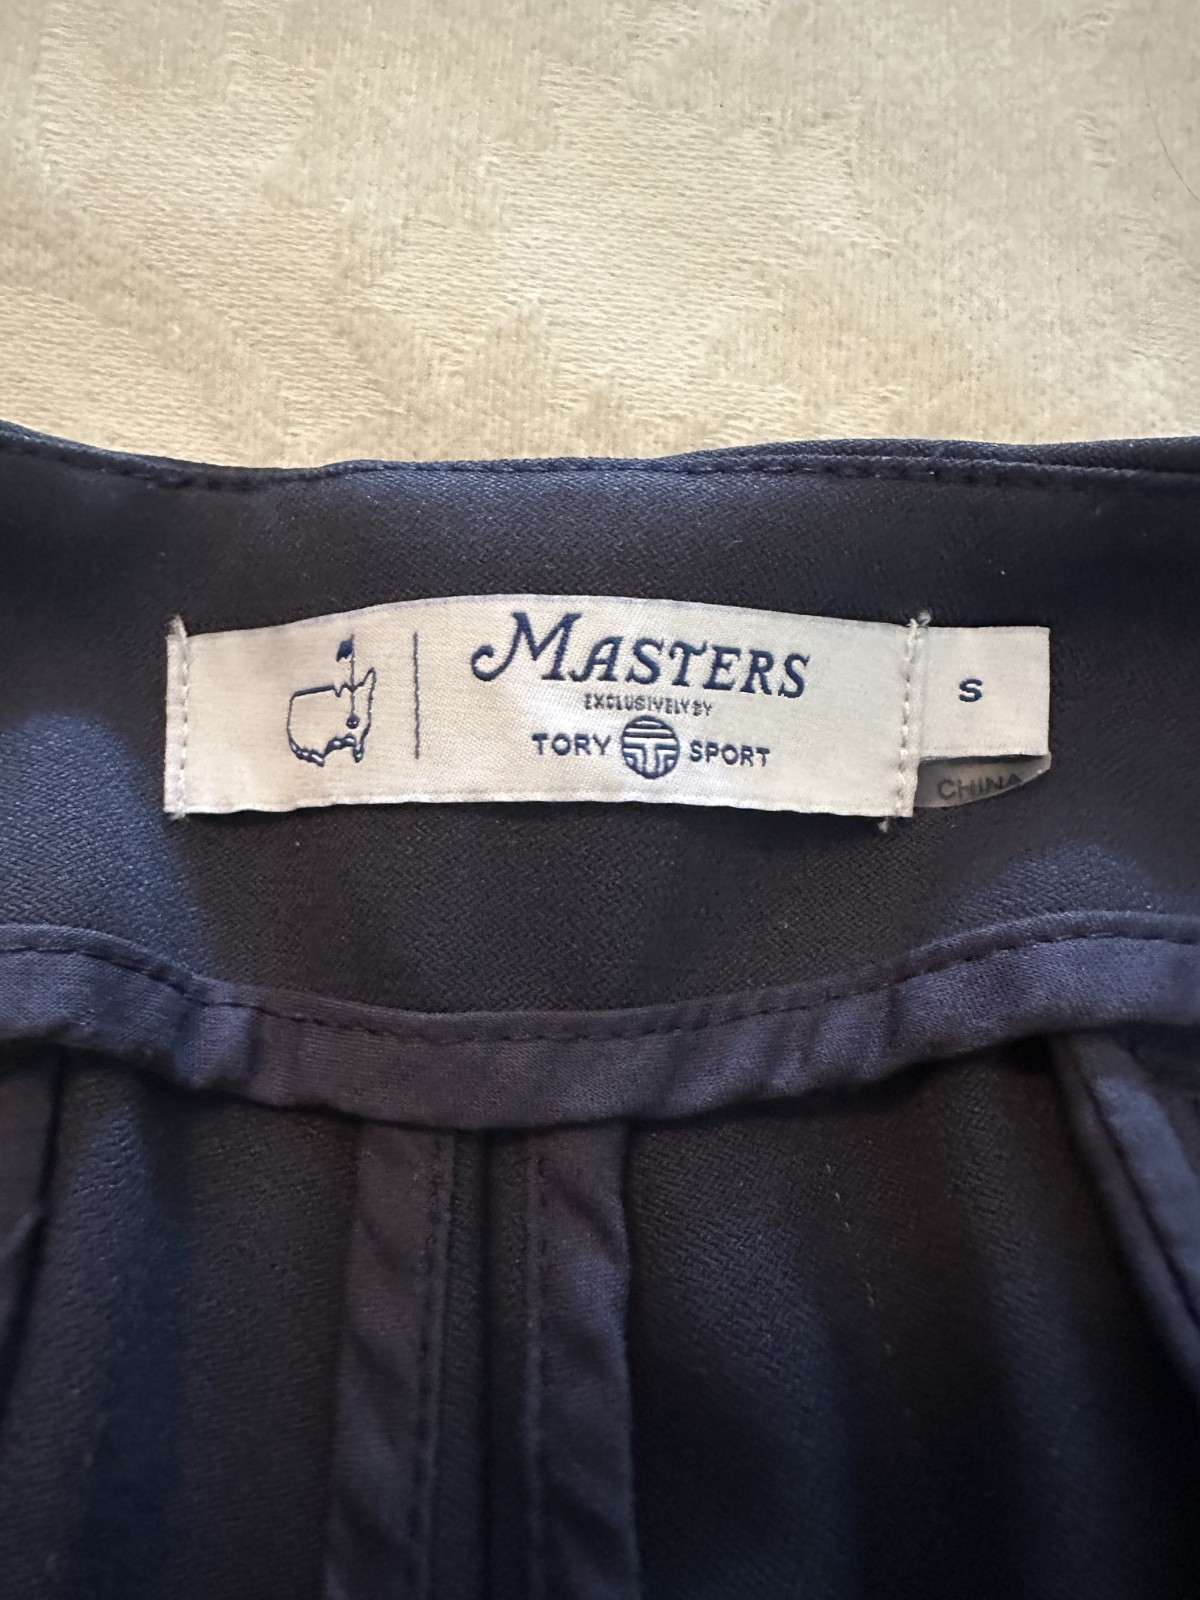 MASTERS
EXCLUSIVELY BY
TORY SPORT
S
CHINA